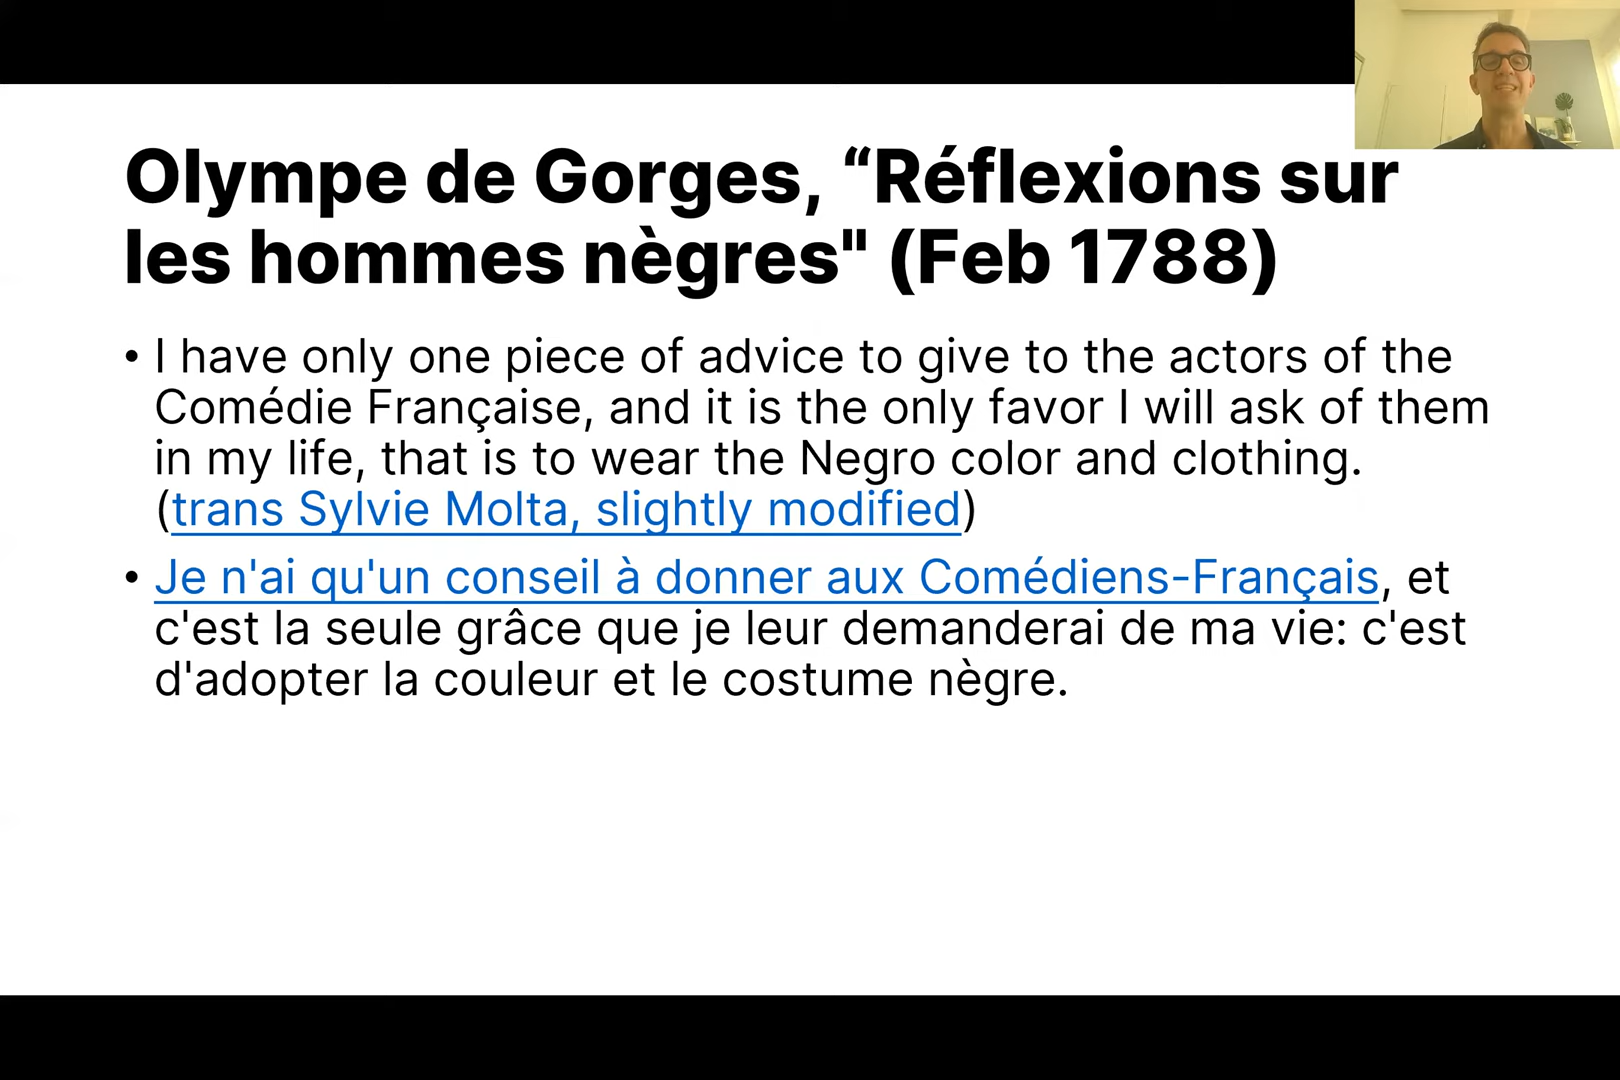 Olympe de Gorges, “Réflexions sur
les hommes nègres" (Feb 1788)
• I have only one piece of advice to give to the actors of the
Comédie Française, and it is the only favor I will ask of them
in my life, that is to wear the Negro color and clothing.
(trans Sylvie Molta, slightly modified)
• Je n'ai qu'un conseil à donner aux Comédiens-Français, et
c'est la seule grâce que je leur demanderai de ma vie: c'est
d'adopter la couleur et le costume nègre.